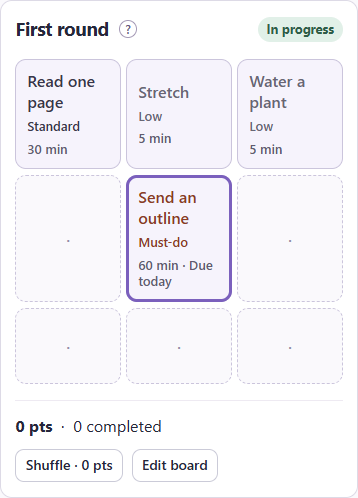 First round ?
In progress
Read one
page
Standard
30 min
Stretch
Low
5 min
Water a
plant
Low
5 min
Send an
outline
Must-do
60 min · Due
today
0 pts · 0 completed
Shuffle · 0 pts
Edit board